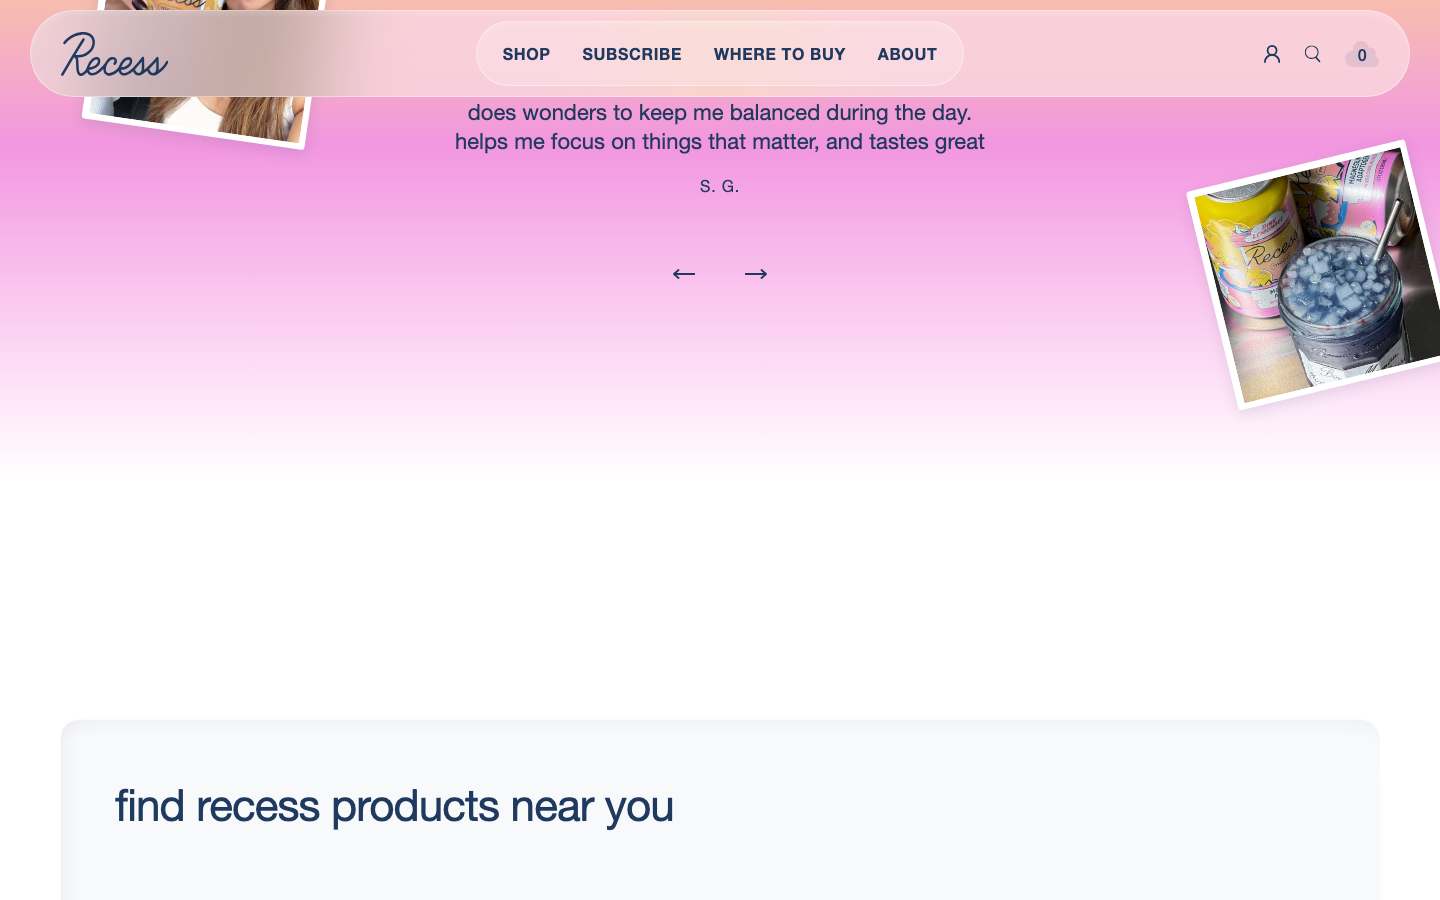 Recess
SHOP
SUBSCRIBE
WHERE TO BUY
ABOUT
0
does wonders to keep me balanced during the day.
helps me focus on things that matter, and tastes great
S. G.
Recess
find recess products near you